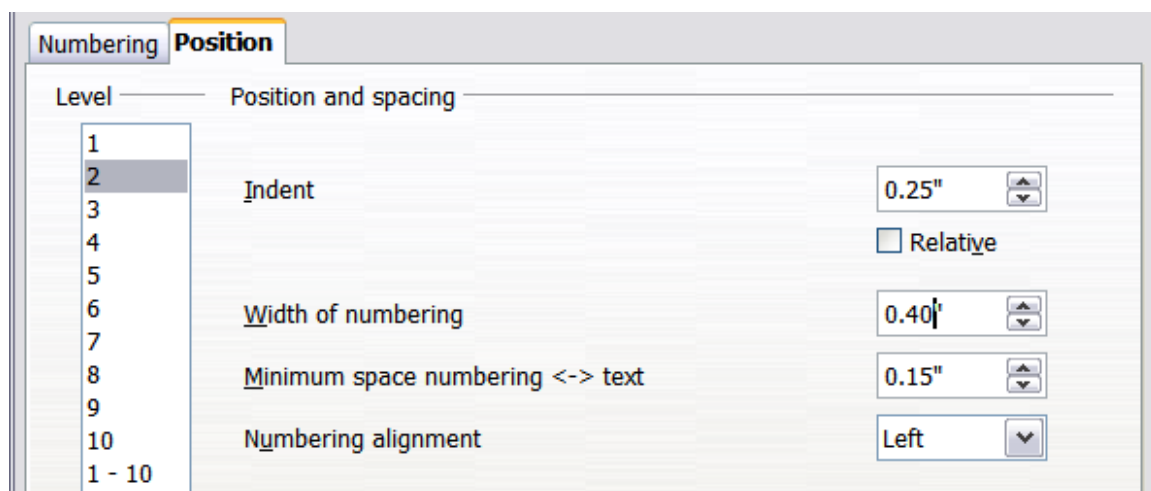 Numbering Position
Level Position and spacing
1
2
Indent 0.25"
3
4
Relative
5
6
Width of numbering 0.40"
7
8
Minimum space numbering <-> text 0.15"
9
10
Numbering alignment Left
1 - 10